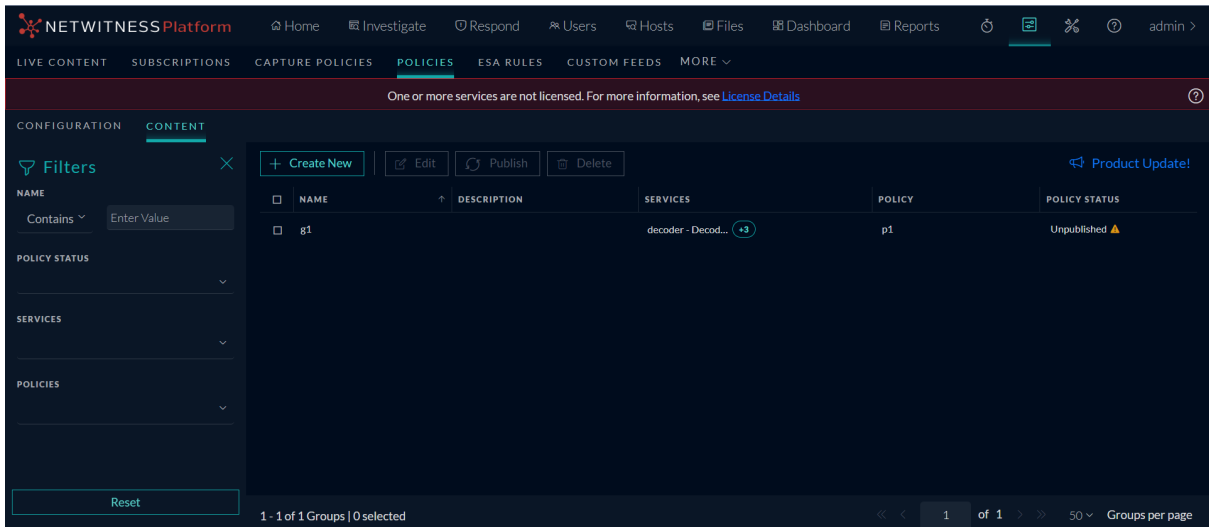 NETWITNESS Platform Home Investigate Respond Users Hosts Files Dashboard Reports admin >
LIVE CONTENT SUBSCRIPTIONS CAPTURE POLICIES POLICIES ESA RULES CUSTOM FEEDS MORE
One or more services are not licensed. For more information, see License Details
CONFIGURATION CONTENT
Filters
+ Create New Edit Publish Delete Product Update!
NAME
Contains Enter Value
POLICY STATUS
SERVICES
POLICIES
Reset
NAME ↑ DESCRIPTION SERVICES POLICY POLICY STATUS
g1 decoder - Decod... +3 p1 Unpublished
1 - 1 of 1 Groups | 0 selected
« < 1 of 1 > » 50 Groups per page